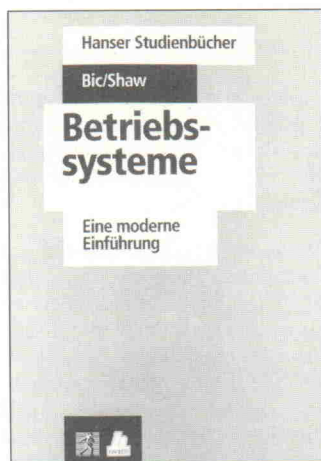 Hanser Studienbücher
Bic/Shaw
Betriebs-
systeme
Eine moderne
Einführung